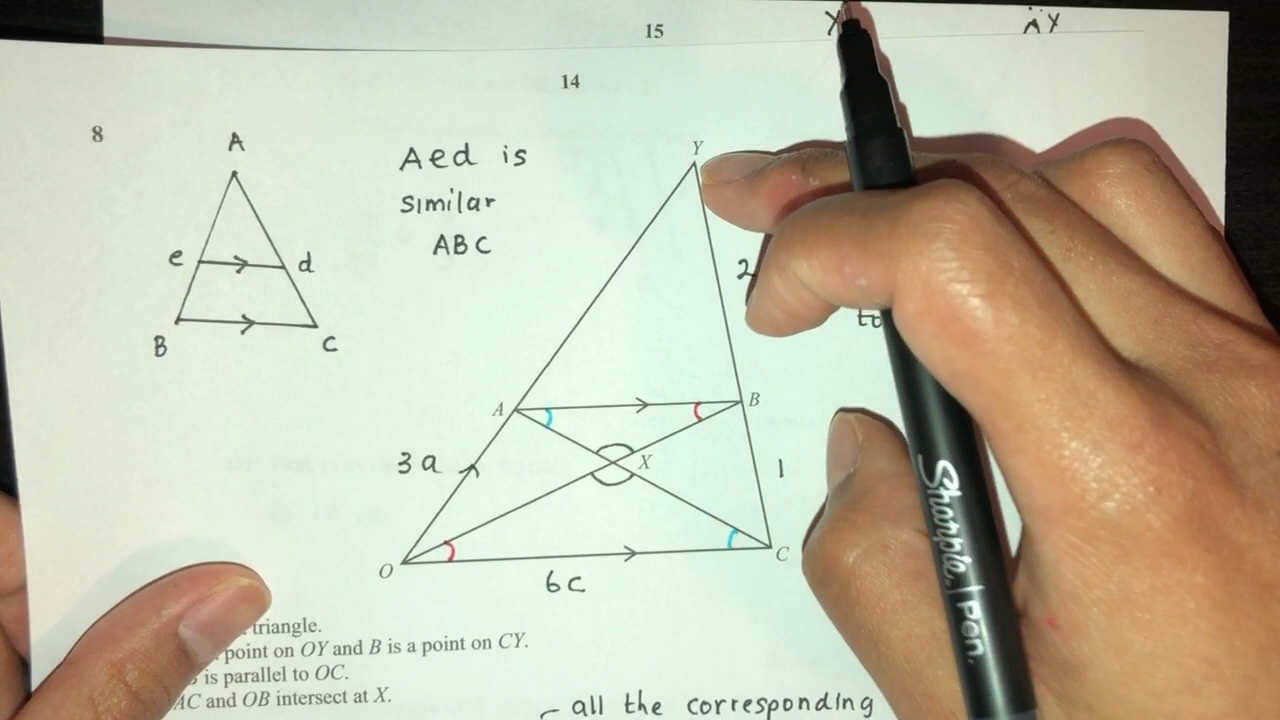 15
14
8
A
Aed is
similar
ABC
e
d
B
C
Y
2
to
A
B
3a
X
1
O
6c
C
triangle.
point on OY and B is a point on CY.
is parallel to OC.
AC and OB intersect at X.
all the corresponding
Sharpie. | Pen.